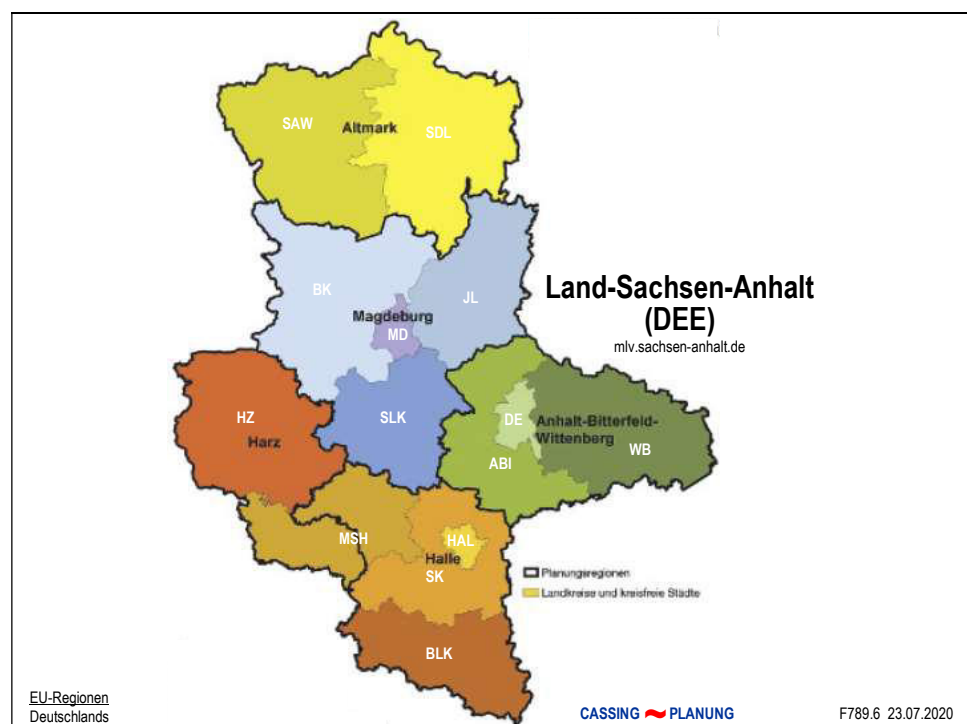 SAW
Altmark
SDL
BK
JL
Magdeburg
MD
Land-Sachsen-Anhalt
(DEE)
mlv.sachsen-anhalt.de
HZ
Harz
SLK
DE
Anhalt-Bitterfeld-
Wittenberg
WB
ABI
MSH
HAL
Halle
SK
Planungsregionen
Landkreise und kreisfreie Städte
BLK
EU-Regionen
Deutschlands
CASSING PLANUNG
F789.6 23.07.2020